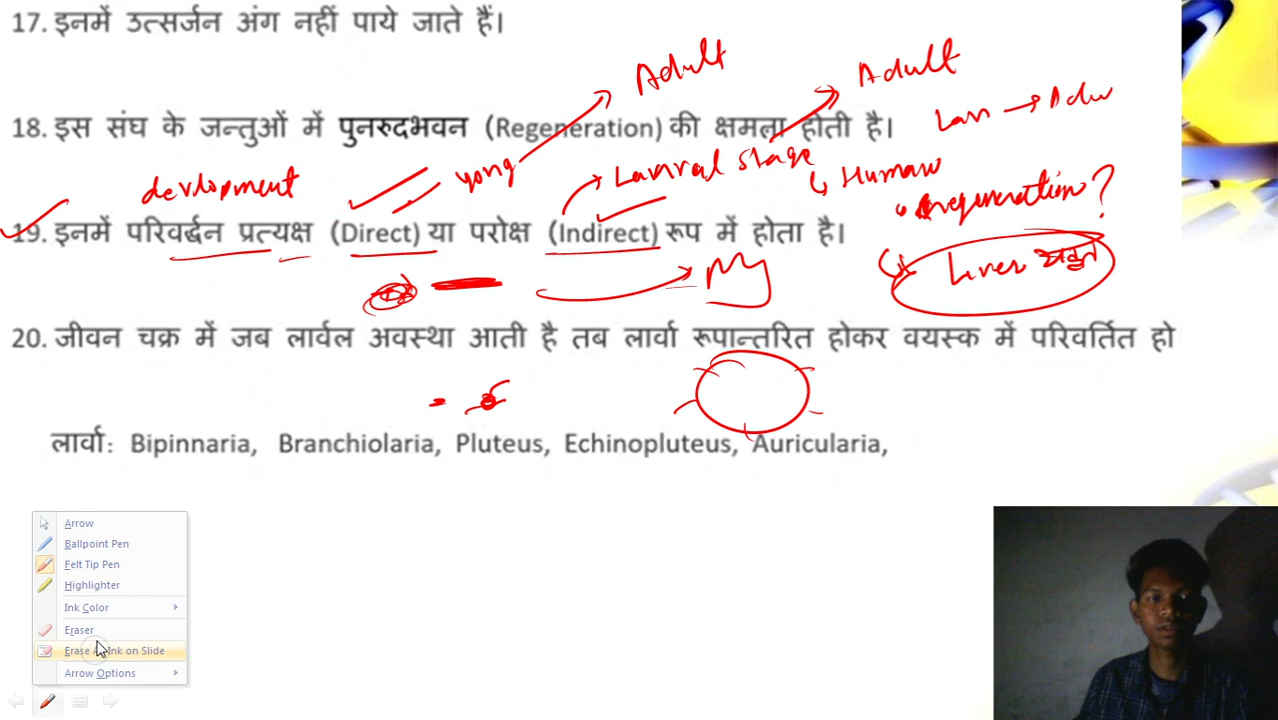 17. इनमें उत्सर्जन अंग नहीं पाये जाते हैं।
Adult
Adult
18. इस संघ के जन्तुओं में पुनरुदभवन (Regeneration) की क्षमता होती है।
devlopment
yong
Larvral stage
Human
regeneration?
19. इनमें परिवर्द्धन प्रत्यक्ष (Direct) या परोक्ष (Indirect) रूप में होता है।
Liver
20. जीवन चक्र में जब लार्वल अवस्था आती है तब लार्वा रूपान्तरित होकर वयस्क में परिवर्तित हो
लार्वा: Bipinnaria, Branchiolaria, Pluteus, Echinopluteus, Auricularia,
Arrow
Ballpoint Pen
Felt Tip Pen
Highlighter
Ink Color
Eraser
Erase All Ink on Slide
Arrow Options